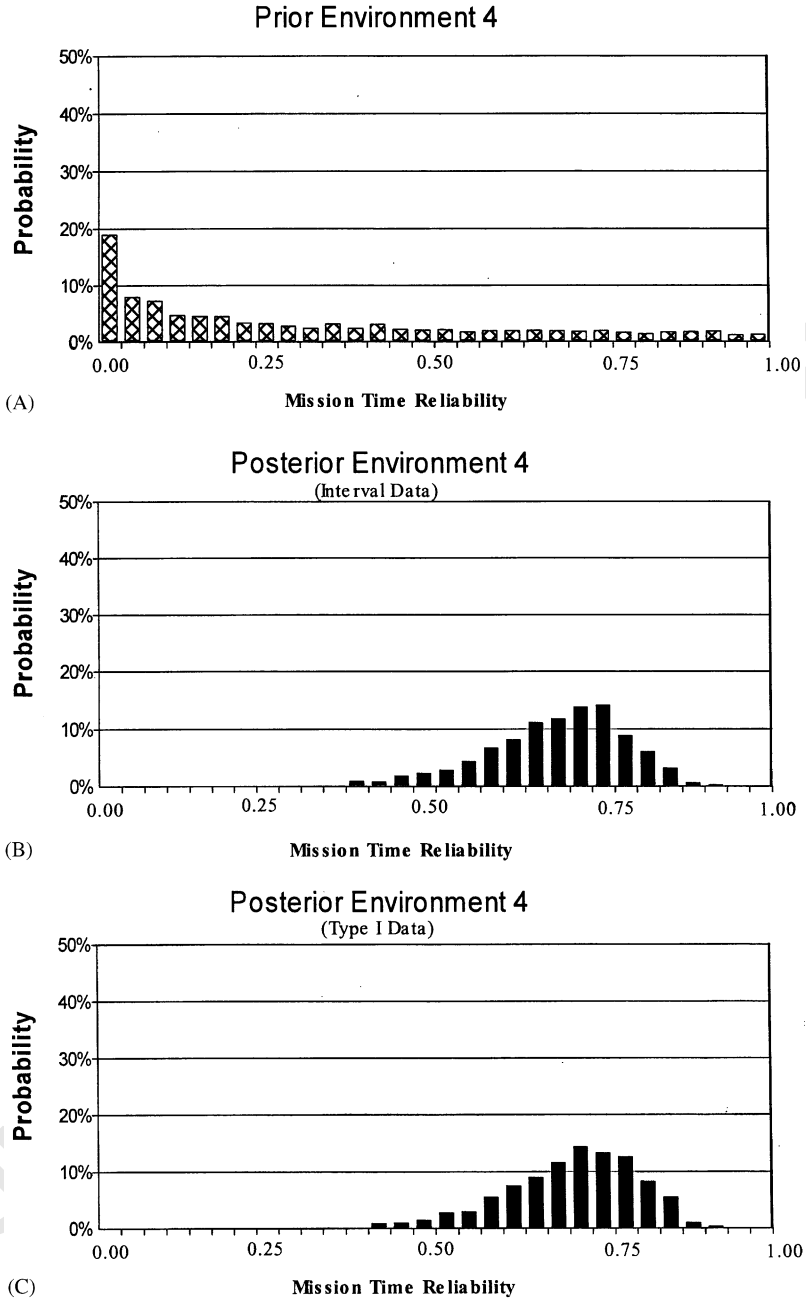 Prior Environment 4
50%
40%
30%
20%
10%
0%
Probability
0.00 0.25 0.50 0.75 1.00
Mission Time Reliability
(A)
Posterior Environment 4
(Interval Data)
50%
40%
30%
20%
10%
0%
Probability
0.00 0.25 0.50 0.75 1.00
Mission Time Reliability
(B)
Posterior Environment 4
(Type I Data)
50%
40%
30%
20%
10%
0%
Probability
0.00 0.25 0.50 0.75 1.00
Mission Time Reliability
(C)